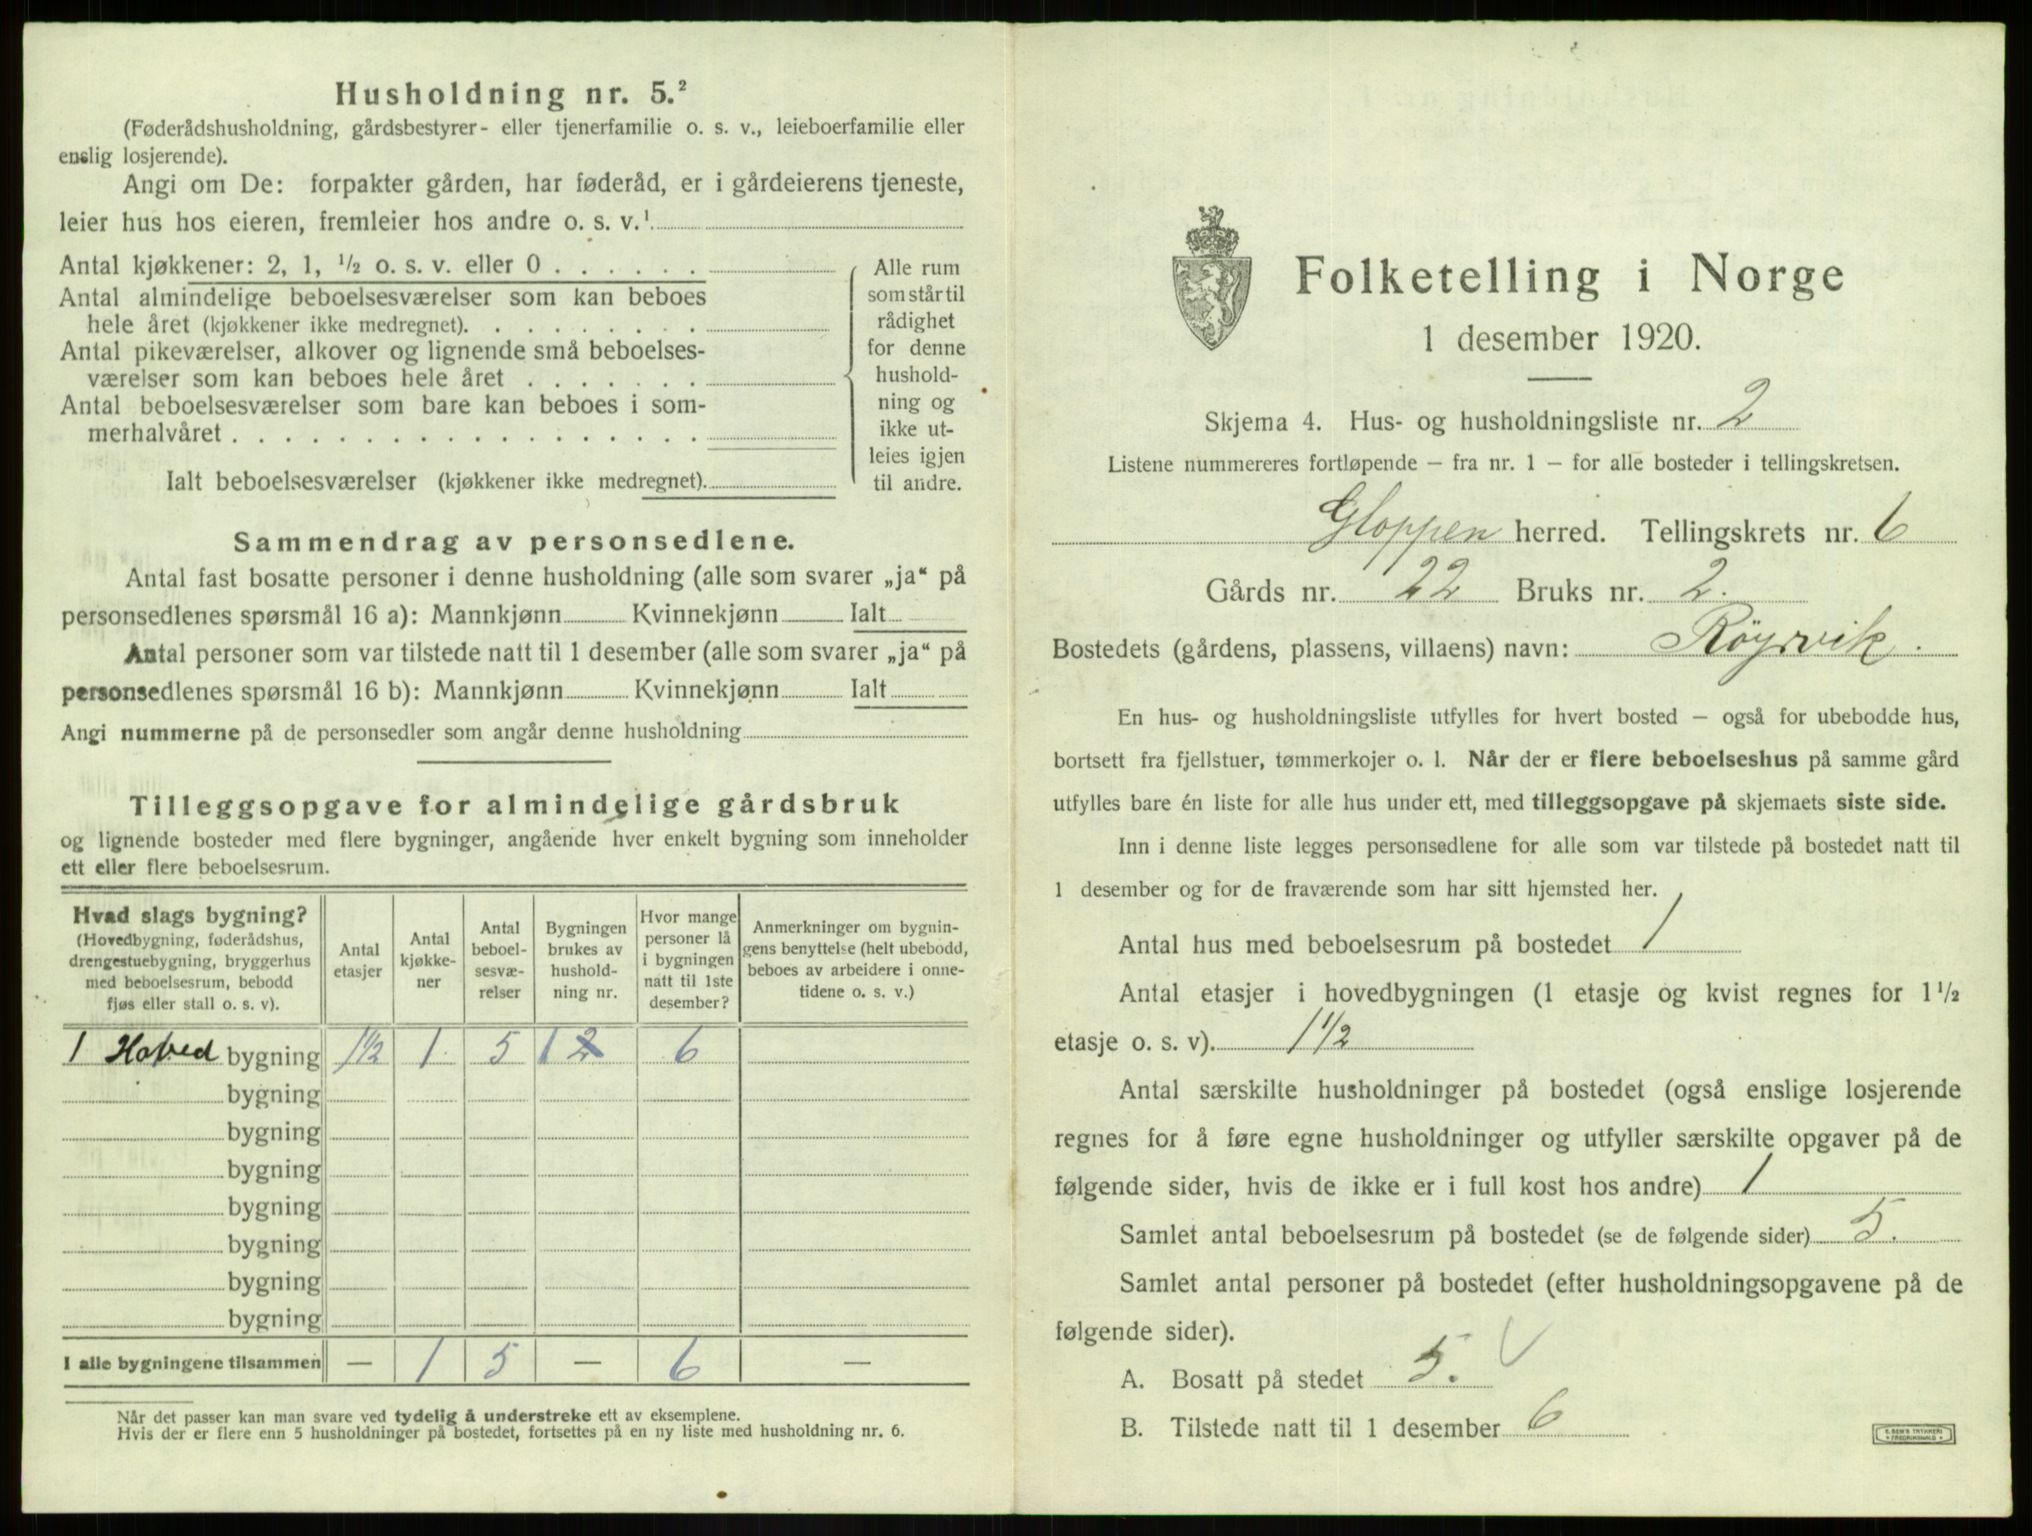 Husholdning nr. 5.²
(Føderådshusholdning, gårdsbestyrer- eller tjenerfamilie o. s. v., leieboerfamilie eller
enslig losjerende).
Angi om De: forpakter gården, har føderåd, er i gårdeierens tjeneste,
leier hus hos eieren, fremleier hos andre o. s. v.¹
Antal kjøkkener: 2, 1, ½ o. s. v. eller 0 . . . . . .
Antal almindelige beboelsesværelser som kan beboes
hele året (kjøkkener ikke medregnet). . . . . . . . .
Antal pikeværelser, alkover og lignende små beboelses-
værelser som kan beboes hele året . . . . . . .
Antal beboelsesværelser som bare kan beboes i som-
merhalvåret . . . . . . . . . . . . . . . . . .
Ialt beboelsesværelser (kjøkkener ikke medregnet).
Alle rum
som står til
rådighet
for denne
hushold-
ning og
ikke ut-
leies igjen
til andre.
Sammendrag av personsedlene.
Antal fast bosatte personer i denne husholdning (alle som svarer „ja“ på
personsedlenes spørsmål 16 a): Mannkjønn Kvinnekjønn Ialt
Antal personer som var tilstede natt til 1 desember (alle som svarer „ja“ på
personsedlenes spørsmål 16 b): Mannkjønn Kvinnekjønn Ialt
Angi nummerne på de personsedler som angår denne husholdning
Tilleggsopgave for almindelige gårdsbruk
og lignende bosteder med flere bygninger, angående hver enkelt bygning som inneholder
ett eller flere beboelsesrum.
Hvad slags bygning?
(Hovedbygning, føderådshus,
drengestuebygning, bryggerhus
med beboelsesrum, bebodd
fjøs eller stall o. s. v).
Antal
etasjer
Antal
kjøkke-
ner
Antal
beboel-
sesvæ-
relser
Bygningen
brukes av
hushold-
ning nr.
Hvor mange
personer lå
i bygningen
natt til 1ste
desember?
Anmerkninger om bygnin-
gens benyttelse (helt ubebodd,
beboes av arbeidere i onne-
tidene o. s. v.)
1 Hoved bygning 1½ 1 5 1 2 6
bygning
bygning
bygning
bygning
bygning
bygning
bygning
I alle bygningene tilsammen — 1 5 — 6 —
Når det passer kan man svare ved tydelig å understreke ett av eksemplene.
Hvis der er flere enn 5 husholdninger på bostedet, fortsettes på en ny liste med husholdning nr. 6.
Folketelling i Norge
1 desember 1920.
Skjema 4. Hus- og husholdningsliste nr. 2
Listene nummereres fortløpende – fra nr. 1 – for alle bosteder i tellingskretsen.
Gloppen herred. Tellingskrets nr. 6
Gårds nr. 22 Bruks nr. 2.
Bostedets (gårdens, plassens, villaens) navn: Röyrvik.
En hus- og husholdningsliste utfylles for hvert bosted – også for ubebodde hus,
bortsett fra fjellstuer, tømmerkojer o. l. Når der er flere beboelseshus på samme gård
utfylles bare én liste for alle hus under ett, med tilleggsopgave på skjemaets siste side.
Inn i denne liste legges personsedlene for alle som var tilstede på bostedet natt til
1 desember og for de fraværende som har sitt hjemsted her.
Antal hus med beboelsesrum på bostedet 1
Antal etasjer i hovedbygningen (1 etasje og kvist regnes for 1½
etasje o. s. v). 1½
Antal særskilte husholdninger på bostedet (også enslige losjerende
regnes for å føre egne husholdninger og utfyller særskilte opgaver på de
følgende sider, hvis de ikke er i full kost hos andre) 1
Samlet antal beboelsesrum på bostedet (se de følgende sider) 5.
Samlet antal personer på bostedet (efter husholdningsopgavene på de
følgende sider).
A. Bosatt på stedet 5. V
B. Tilstede natt til 1 desember 6